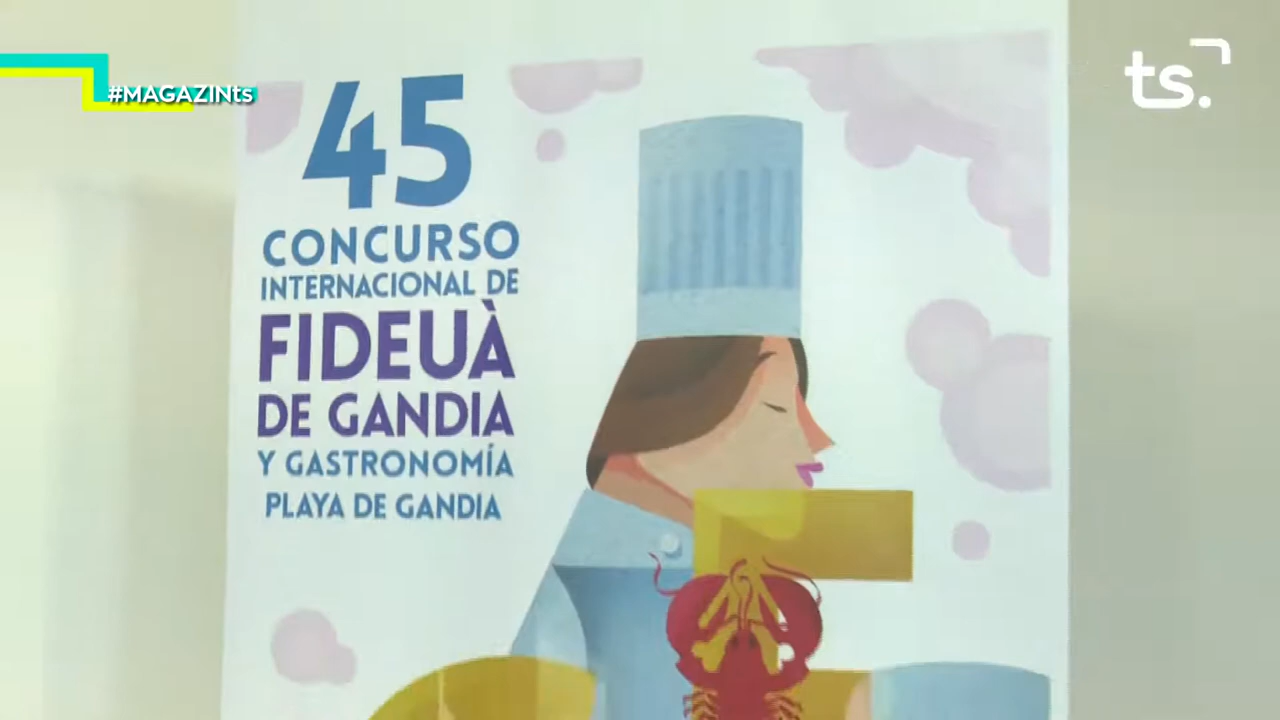 #MAGAZINts
ts.
45
CONCURSO
INTERNACIONAL DE
FIDEUÀ
DE GANDIA
Y GASTRONOMÍA
PLAYA DE GANDIA